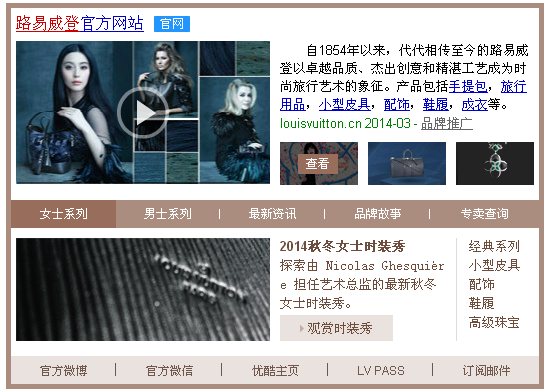 路易威登官方网站 官网
自1854年以来，代代相传至今的路易威
登以卓越品质、杰出创意和精湛工艺成为时
尚旅行艺术的象征。产品包括手提包，旅行
用品，小型皮具，配饰，鞋履，成衣等。
louisvuitton.cn 2014-03 - 品牌推广
查看
女士系列 男士系列 最新资讯 品牌故事 专卖查询
LOUIS VUITTON
2014秋冬女士时装秀
探索由 Nicolas Ghesquièr
e 担任艺术总监的最新秋冬
女士时装秀。
观赏时装秀
经典系列
小型皮具
配饰
鞋履
高级珠宝
官方微博 官方微信 优酷主页 LV PASS 订阅邮件